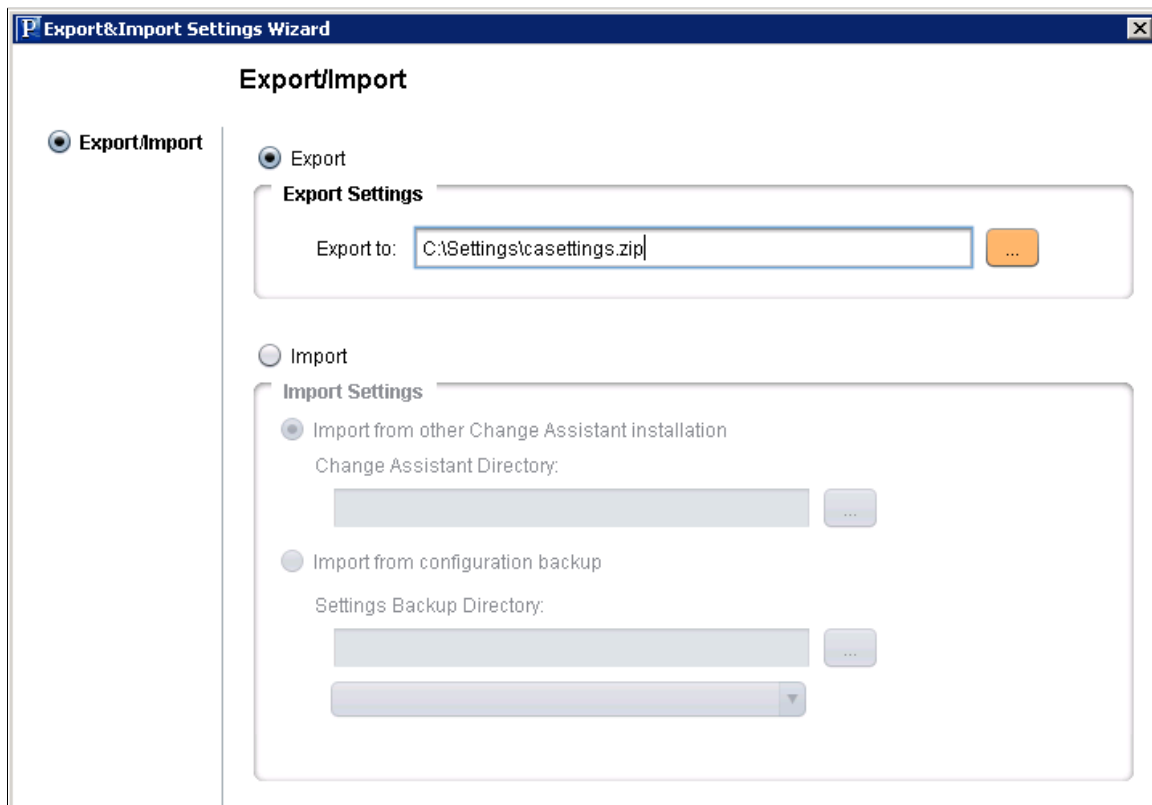 Export&Import Settings Wizard
Export/Import
Export/Import
Export
Export Settings
Export to: C:\Settings\casettings.zip ...
Import
Import Settings
Import from other Change Assistant installation
Change Assistant Directory:
...
Import from configuration backup
Settings Backup Directory:
...